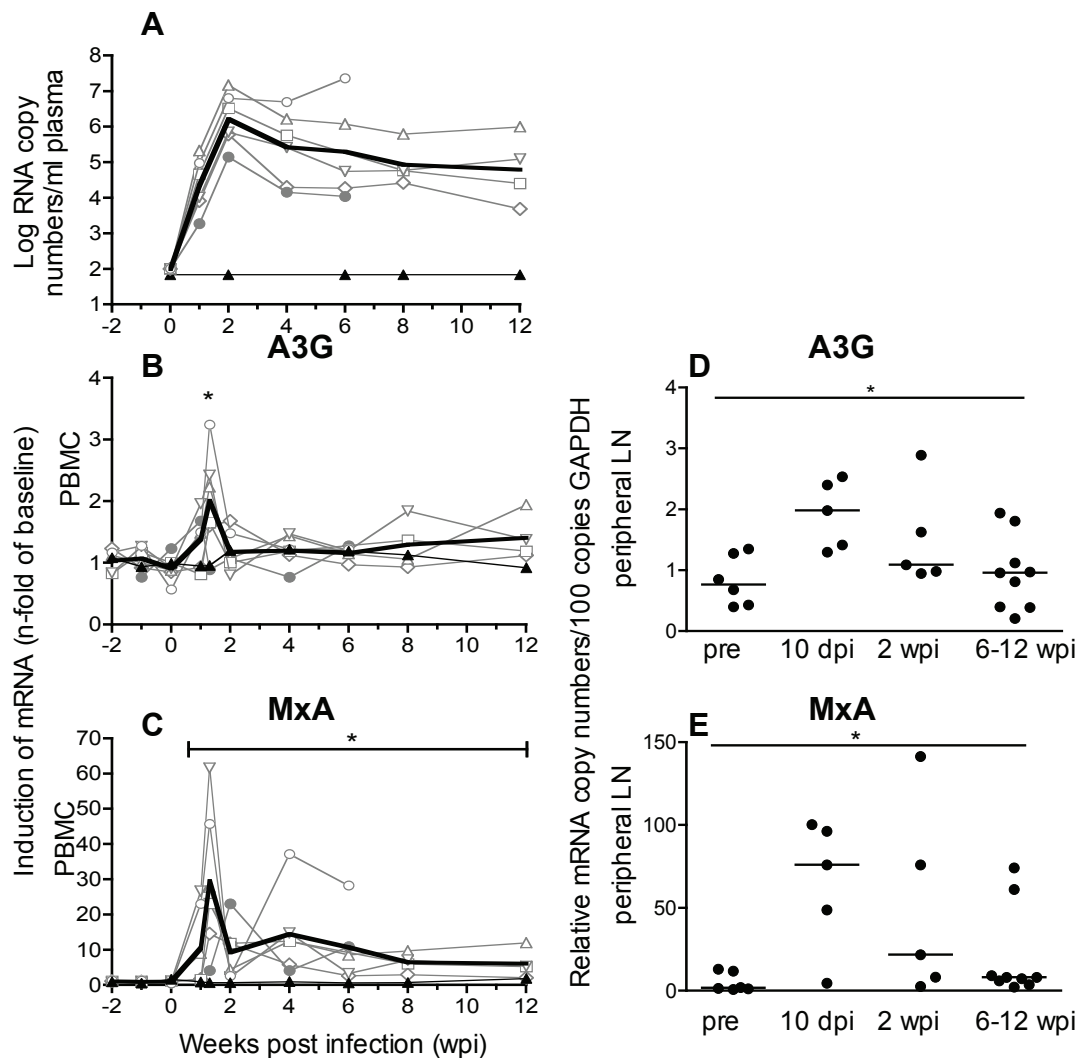 A
Log RNA copy
numbers/ml plasma
8
7
6
5
4
3
2
1
-2 0 2 4 6 8 10 12
A3G
B
Induction of mRNA (n-fold of baseline)
PBMC
4
3
2
1
0
*
-2 0 2 4 6 8 10 12
MxA
C
PBMC
70
60
50
40
30
20
10
0
*
-2 0 2 4 6 8 10 12
Weeks post infection (wpi)
A3G
D
Relative mRNA copy numbers/100 copies GAPDH
peripheral LN
4
3
2
1
0
*
pre 10 dpi 2 wpi 6-12 wpi
MxA
E
peripheral LN
150
100
50
0
*
pre 10 dpi 2 wpi 6-12 wpi